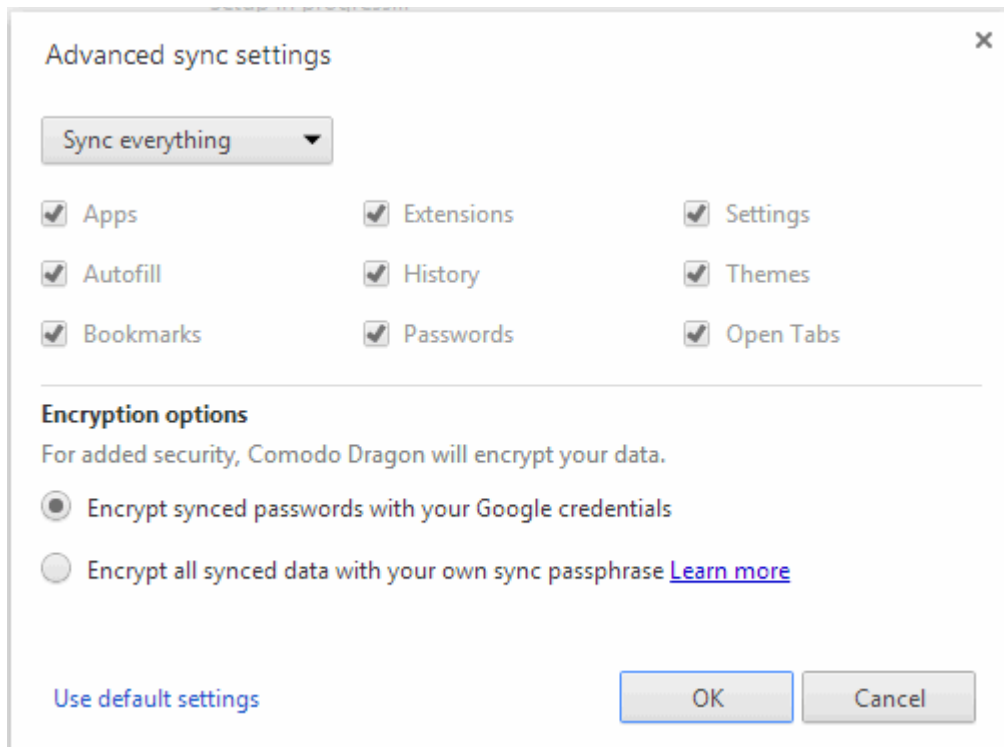 Advanced sync settings
Sync everything
Apps Extensions Settings
Autofill History Themes
Bookmarks Passwords Open Tabs
Encryption options
For added security, Comodo Dragon will encrypt your data.
Encrypt synced passwords with your Google credentials
Encrypt all synced data with your own sync passphrase Learn more
Use default settings OK Cancel